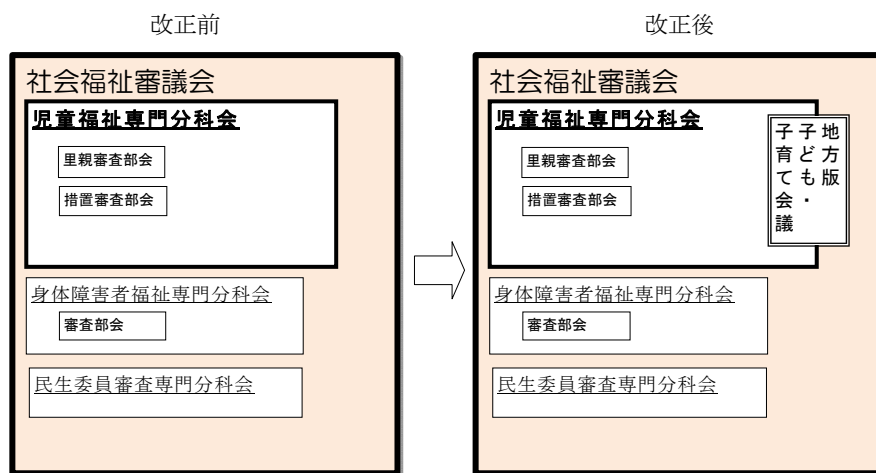 改正前
社会福祉審議会
児童福祉専門分科会
里親審査部会
措置審査部会
身体障害者福祉専門分科会
審査部会
民生委員審査専門分科会
改正後
社会福祉審議会
児童福祉専門分科会
里親審査部会
措置審査部会
地方版
子ども・
子育て会議
身体障害者福祉専門分科会
審査部会
民生委員審査専門分科会